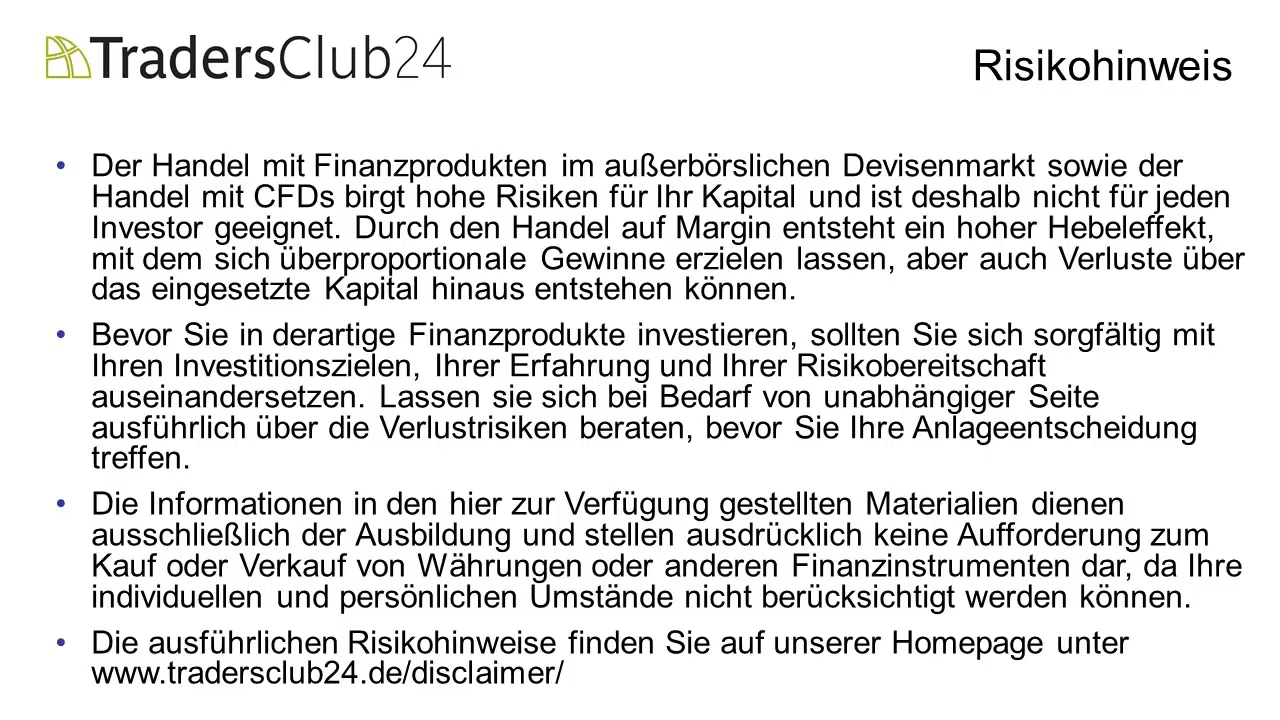 TradersClub24
Risikohinweis
• Der Handel mit Finanzprodukten im außerbörslichen Devisenmarkt sowie der
Handel mit CFDs birgt hohe Risiken für Ihr Kapital und ist deshalb nicht für jeden
Investor geeignet. Durch den Handel auf Margin entsteht ein hoher Hebeleffekt,
mit dem sich überproportionale Gewinne erzielen lassen, aber auch Verluste über
das eingesetzte Kapital hinaus entstehen können.
• Bevor Sie in derartige Finanzprodukte investieren, sollten Sie sich sorgfältig mit
Ihren Investitionszielen, Ihrer Erfahrung und Ihrer Risikobereitschaft
auseinandersetzen. Lassen sie sich bei Bedarf von unabhängiger Seite
ausführlich über die Verlustrisiken beraten, bevor Sie Ihre Anlageentscheidung
treffen.
• Die Informationen in den hier zur Verfügung gestellten Materialien dienen
ausschließlich der Ausbildung und stellen ausdrücklich keine Aufforderung zum
Kauf oder Verkauf von Währungen oder anderen Finanzinstrumenten dar, da Ihre
individuellen und persönlichen Umstände nicht berücksichtigt werden können.
• Die ausführlichen Risikohinweise finden Sie auf unserer Homepage unter
www.tradersclub24.de/disclaimer/